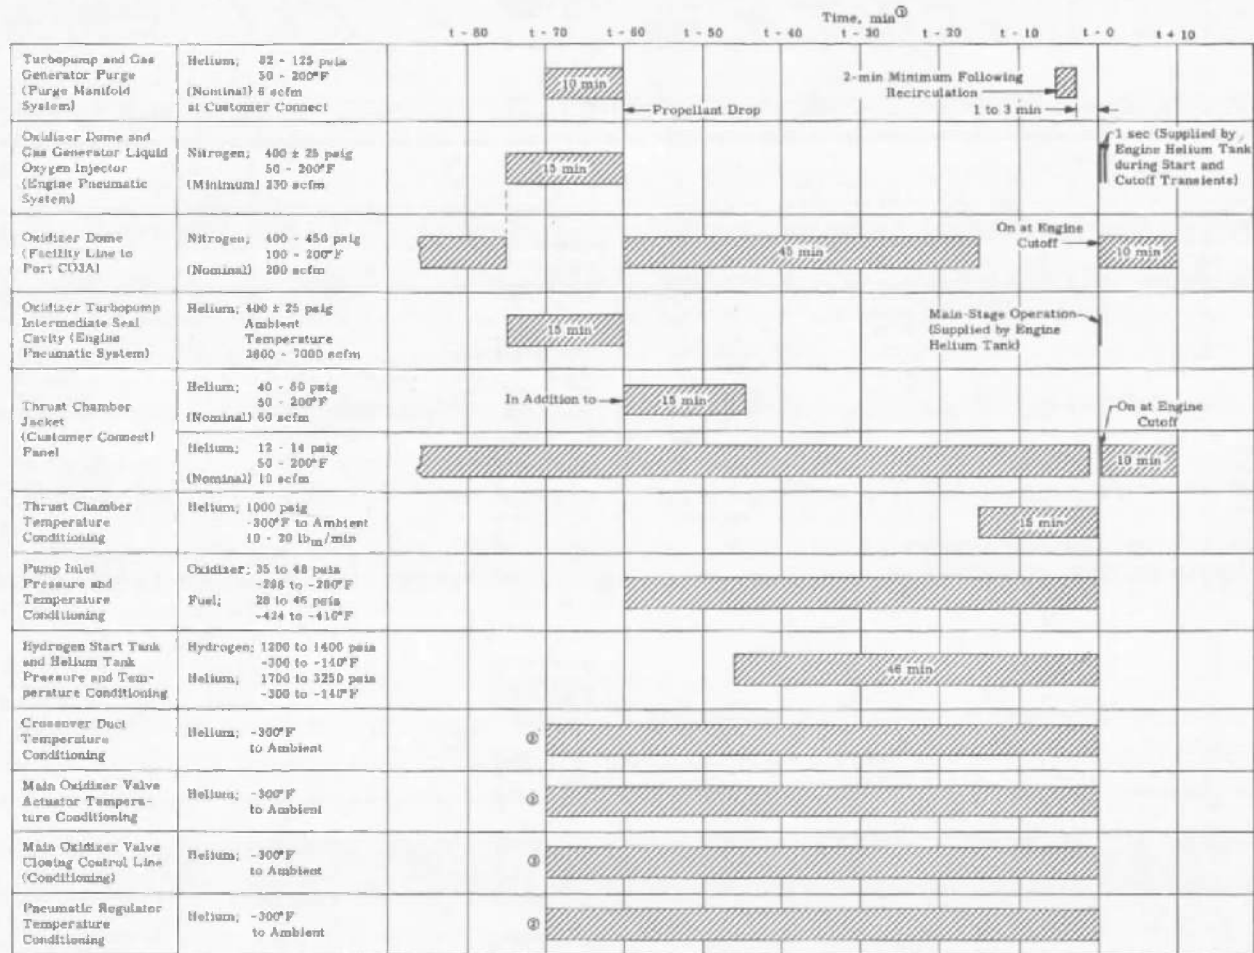 Time, min①
t - 80 t - 70 t - 60 t - 50 t - 40 t - 30 t - 20 t - 10 t - 0 t + 10
Turbopump and Gas
Generator Purge
(Purge Manifold
System)
Helium; 82 - 125 psia
50 - 200°F
(Nominal) 6 scfm
at Customer Connect
10 min
Propellant Drop
2-min Minimum Following
Recirculation
1 to 3 min
Oxidizer Dome and
Gas Generator Liquid
Oxygen Injector
(Engine Pneumatic
System)
Nitrogen; 400 ± 25 psig
50 - 200°F
(Minimum) 230 scfm
15 min
1 sec (Supplied by
Engine Helium Tank
during Start and
Cutoff Transients)
Oxidizer Dome
(Facility Line to
Port CO3A)
Nitrogen; 400 - 450 psig
100 - 200°F
(Nominal) 200 scfm
45 min
On at Engine
Cutoff
10 min
Oxidizer Turbopump
Intermediate Seal
Cavity (Engine
Pneumatic System)
Helium; 400 ± 25 psig
Ambient
Temperature
2600 - 7000 scfm
15 min
Main-Stage Operation
(Supplied by Engine
Helium Tank)
Thrust Chamber
Jacket
(Customer Connect)
Panel
Helium; 40 - 60 psig
50 - 200°F
(Nominal) 60 scfm
In Addition to
15 min
Helium; 12 - 14 psig
50 - 200°F
(Nominal) 10 scfm
On at Engine
Cutoff
10 min
Thrust Chamber
Temperature
Conditioning
Helium; 1000 psig
-300°F to Ambient
10 - 20 lbm/min
15 min
Pump Inlet
Pressure and
Temperature
Conditioning
Oxidizer; 35 to 48 psia
-298 to -280°F
Fuel; 28 to 46 psia
-424 to -410°F
Hydrogen Start Tank
and Helium Tank
Pressure and Tem-
perature Conditioning
Hydrogen; 1200 to 1400 psia
-300 to -140°F
Helium; 1700 to 3250 psia
-300 to -140°F
46 min
Crossover Duct
Temperature
Conditioning
Helium; -300°F
to Ambient
②
Main Oxidizer Valve
Actuator Tempera-
ture Conditioning
Helium; -300°F
to Ambient
②
Main Oxidizer Valve
Closing Control Line
(Conditioning)
Helium; -300°F
to Ambient
②
Pneumatic Regulator
Temperature
Conditioning
Helium; -300°F
to Ambient
②